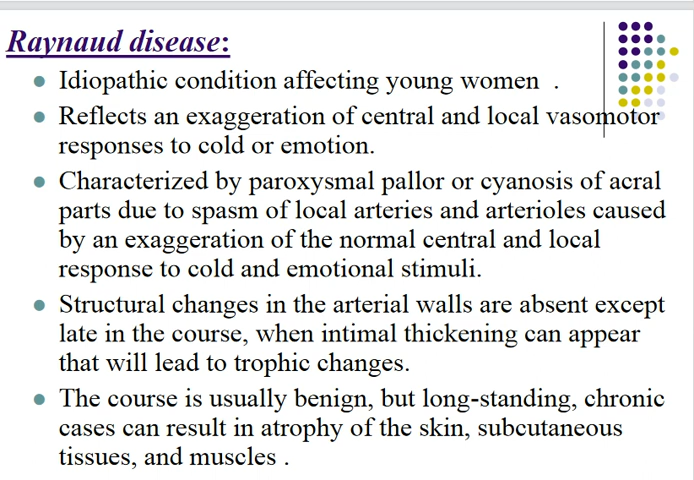 Raynaud disease:
Idiopathic condition affecting young women .
Reflects an exaggeration of central and local vasomotor
responses to cold or emotion.
Characterized by paroxysmal pallor or cyanosis of acral
parts due to spasm of local arteries and arterioles caused
by an exaggeration of the normal central and local
response to cold and emotional stimuli.
Structural changes in the arterial walls are absent except
late in the course, when intimal thickening can appear
that will lead to trophic changes.
The course is usually benign, but long-standing, chronic
cases can result in atrophy of the skin, subcutaneous
tissues, and muscles .